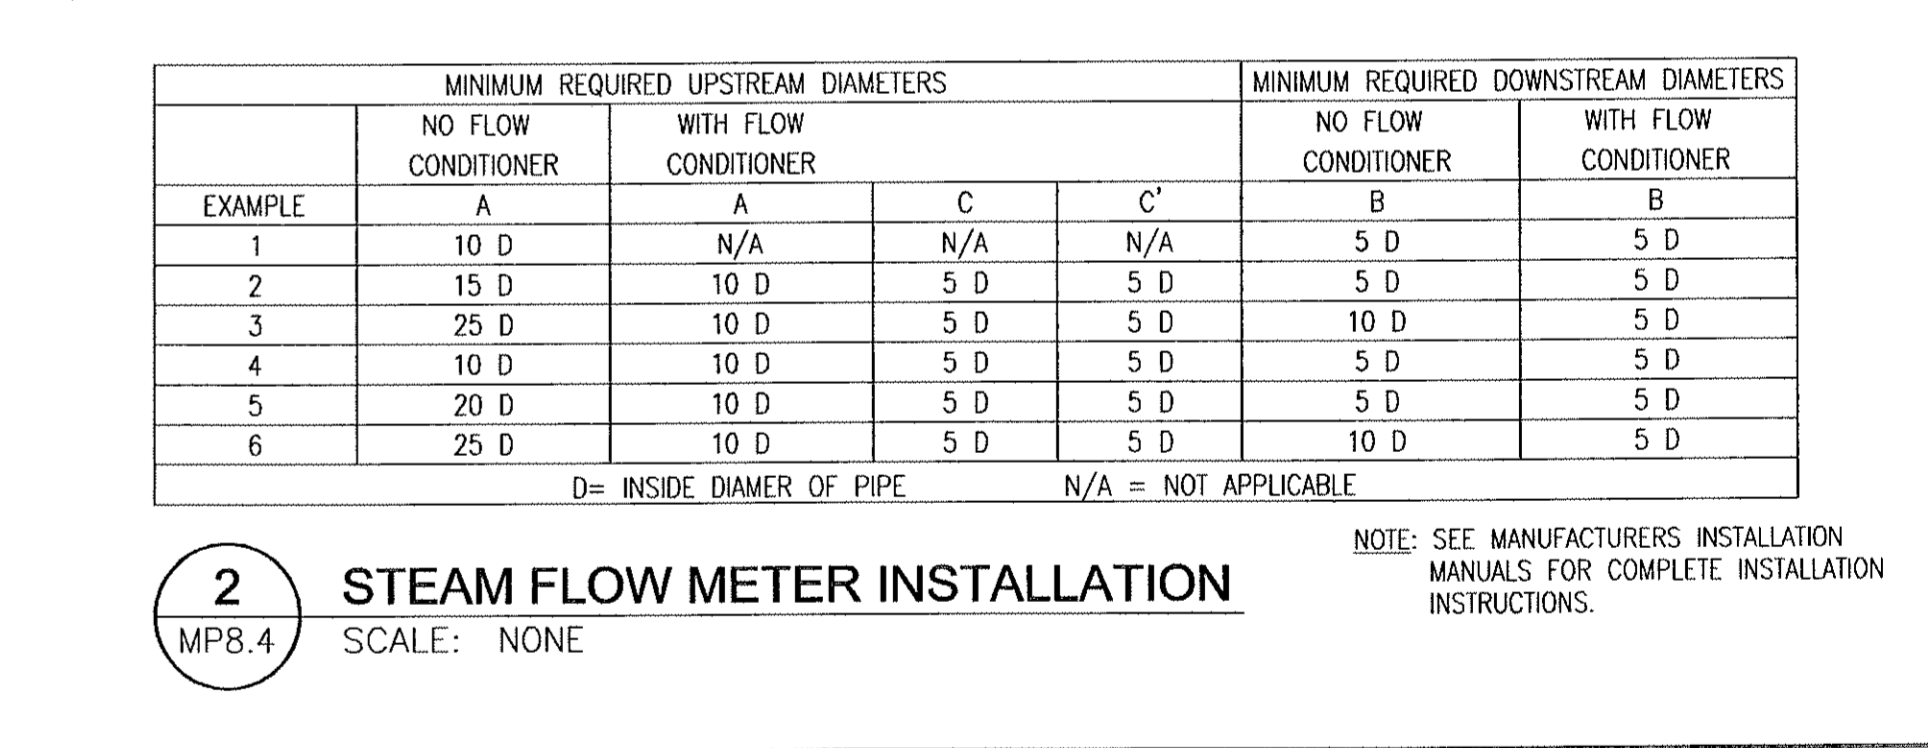 MINIMUM REQUIRED UPSTREAM DIAMETERS MINIMUM REQUIRED DOWNSTREAM DIAMETERS
NO FLOW CONDITIONER WITH FLOW CONDITIONER NO FLOW CONDITIONER WITH FLOW CONDITIONER
EXAMPLE A A C C' B B
1 10 D N/A N/A N/A 5 D 5 D
2 15 D 10 D 5 D 5 D 5 D 5 D
3 25 D 10 D 5 D 5 D 10 D 5 D
4 10 D 10 D 5 D 5 D 5 D 5 D
5 20 D 10 D 5 D 5 D 5 D 5 D
6 25 D 10 D 5 D 5 D 10 D 5 D
D= INSIDE DIAMER OF PIPE N/A = NOT APPLICABLE
NOTE: SEE MANUFACTURERS INSTALLATION
MANUALS FOR COMPLETE INSTALLATION
INSTRUCTIONS.
2 STEAM FLOW METER INSTALLATION
MP8.4 SCALE: NONE